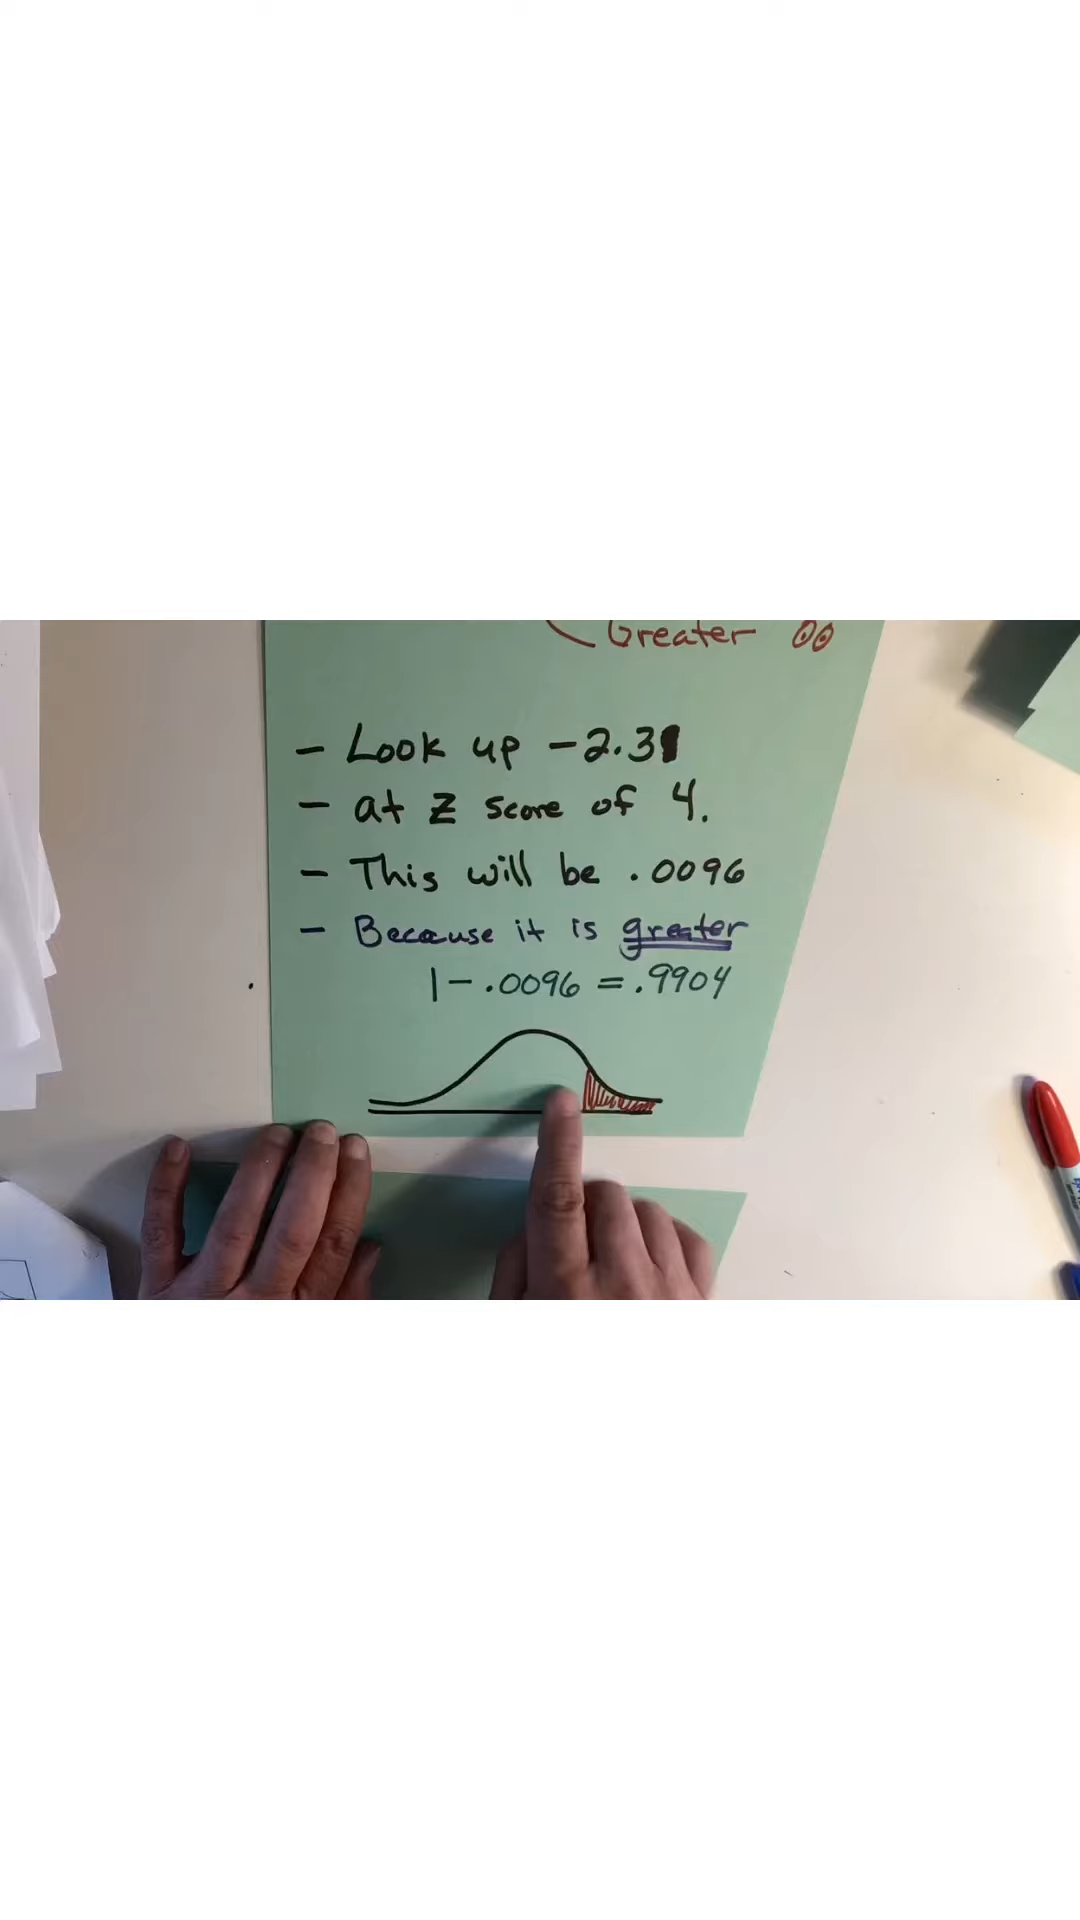 Greater
- Look up -2.3
- at Z score of 4.
- This will be .0096
- Because it is greater
1 - .0096 = .9904